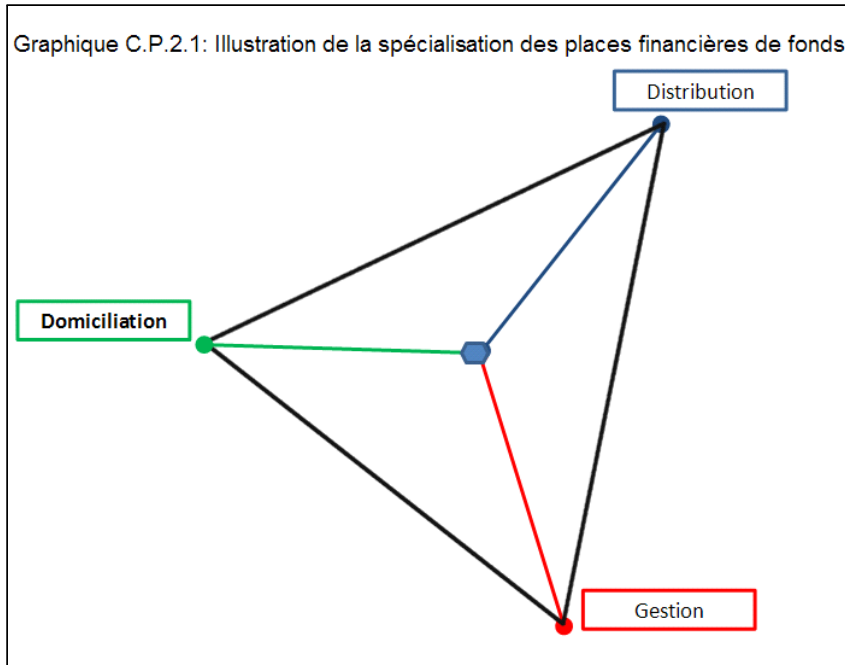 Graphique C.P.2.1: Illustration de la spécialisation des places financières de fonds
Distribution
Domiciliation
Gestion